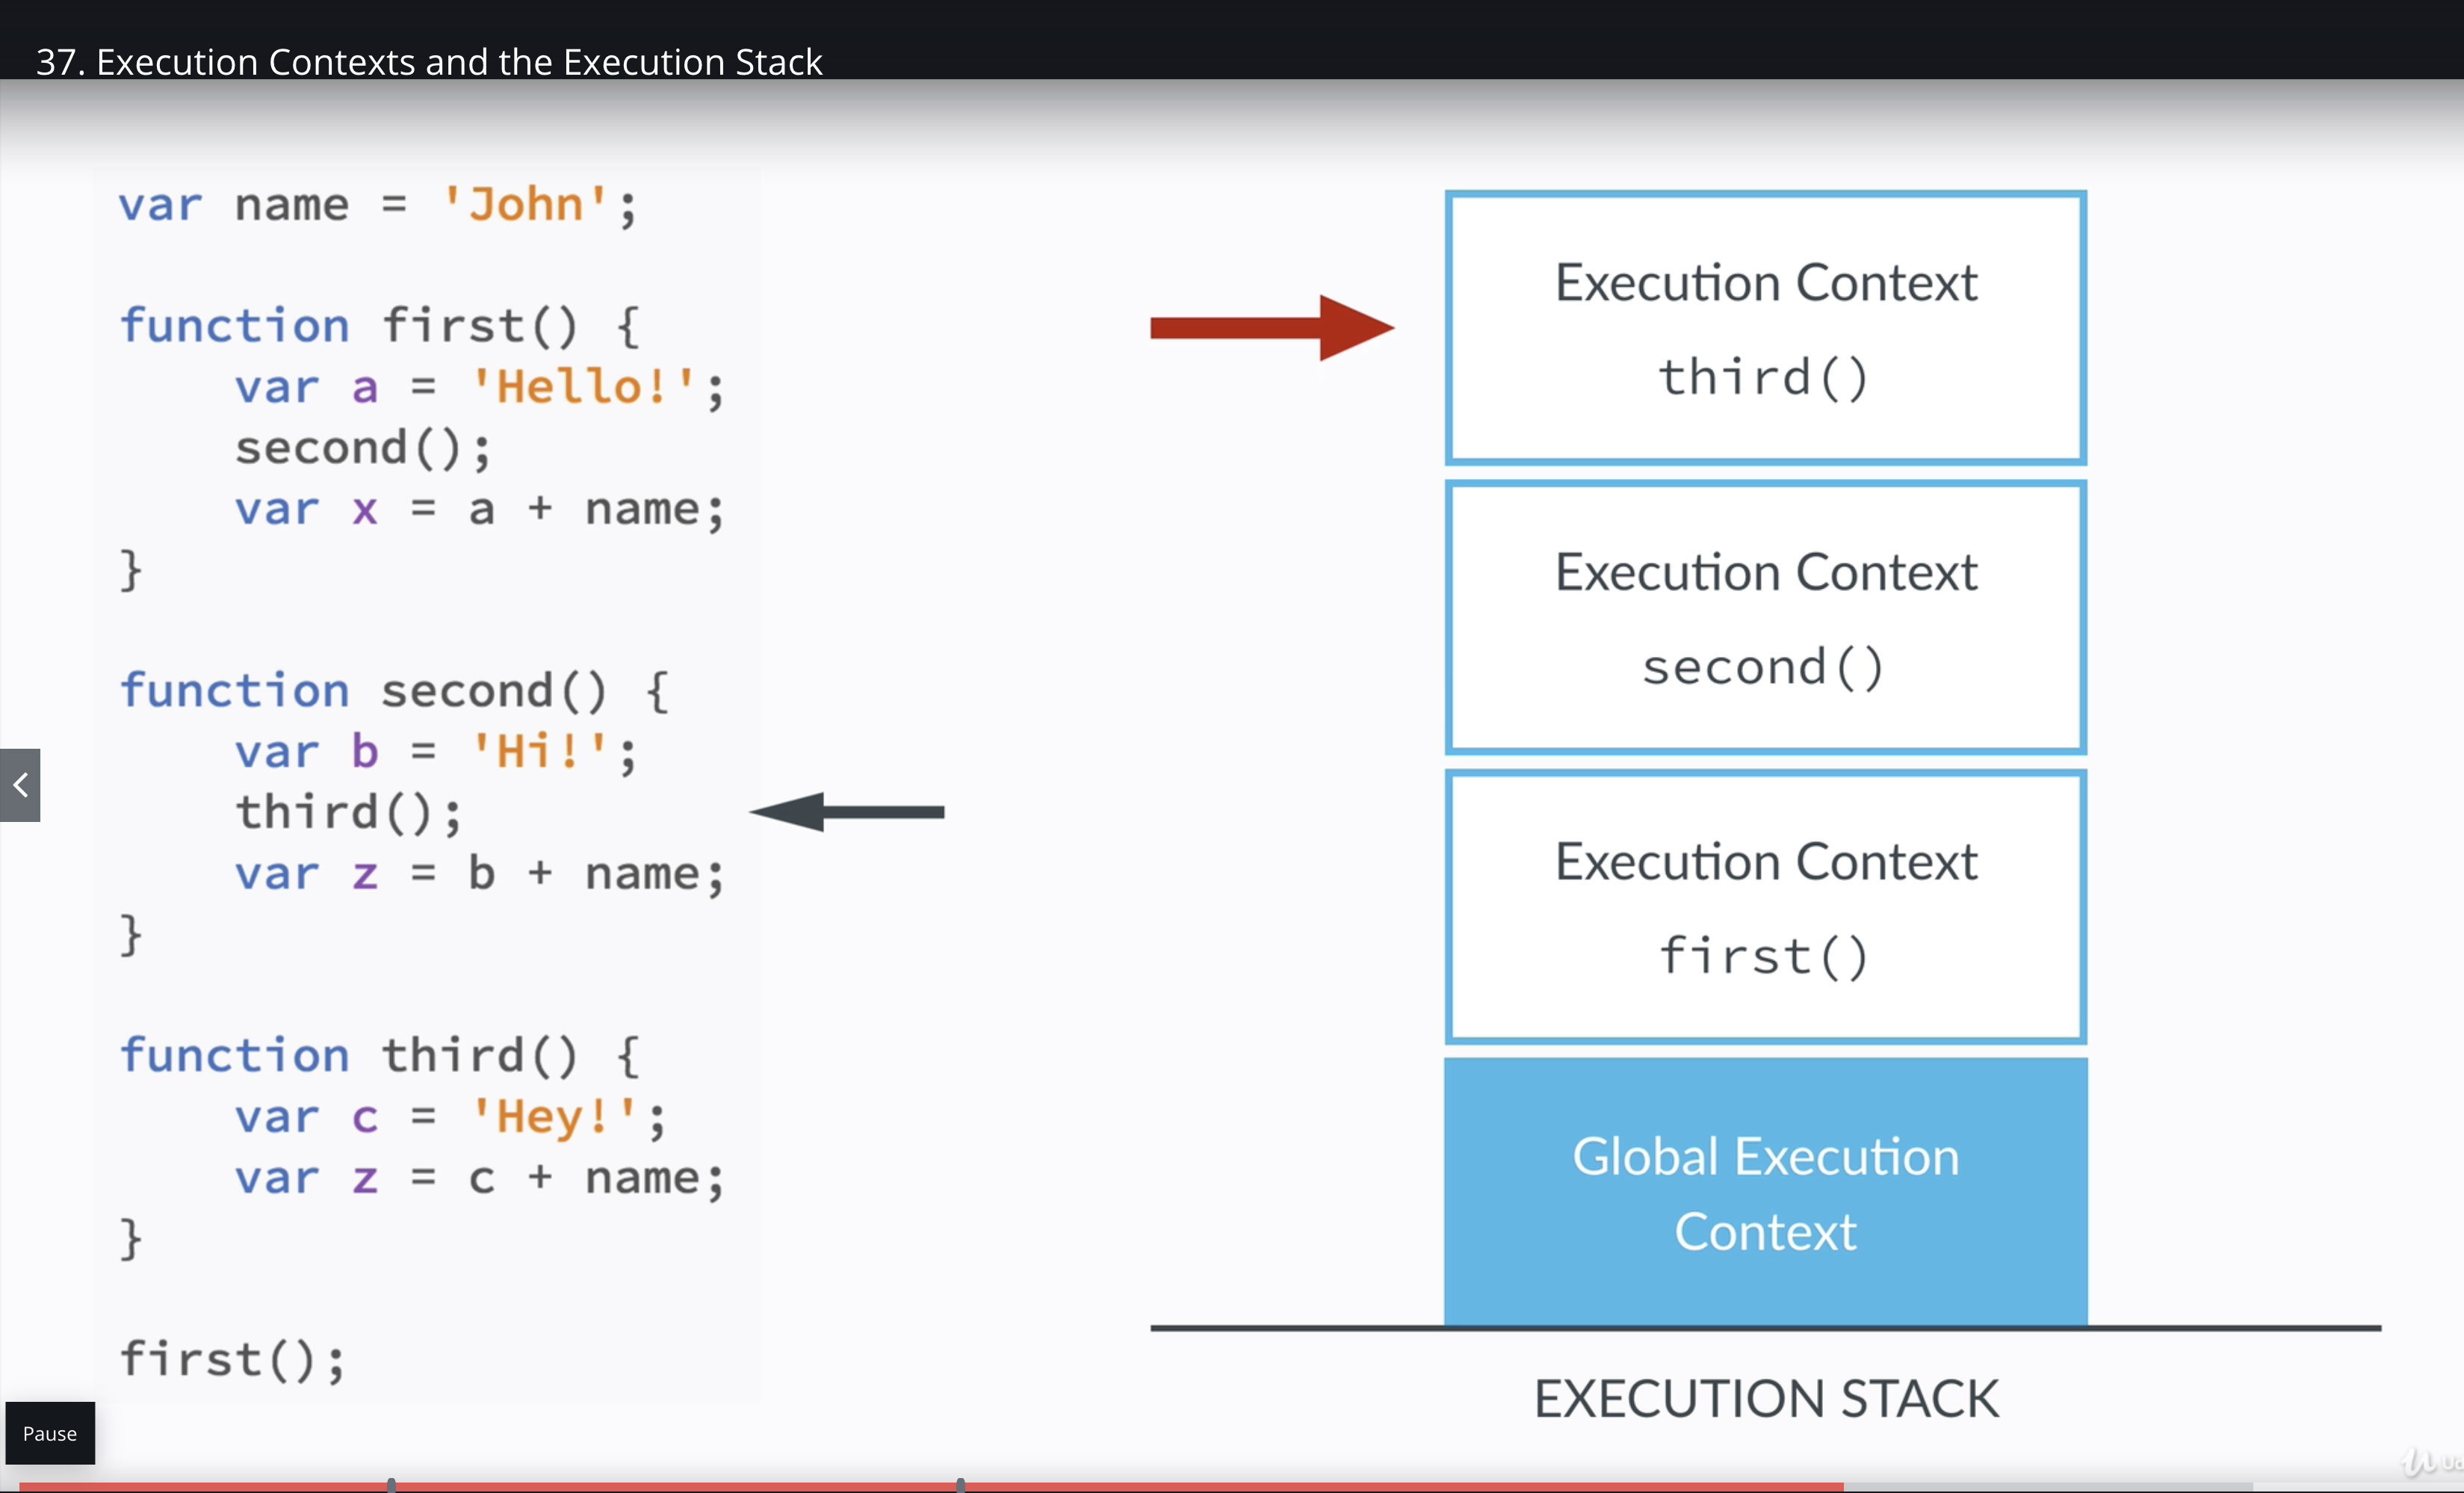 37. Execution Contexts and the Execution Stack
var name = 'John';
function first() {
    var a = 'Hello!';
    second();
    var x = a + name;
}
function second() {
    var b = 'Hi!';
    third();
    var z = b + name;
}
function third() {
    var c = 'Hey!';
    var z = c + name;
}
first();
Execution Context
third()
Execution Context
second()
Execution Context
first()
Global Execution
Context
EXECUTION STACK
Pause